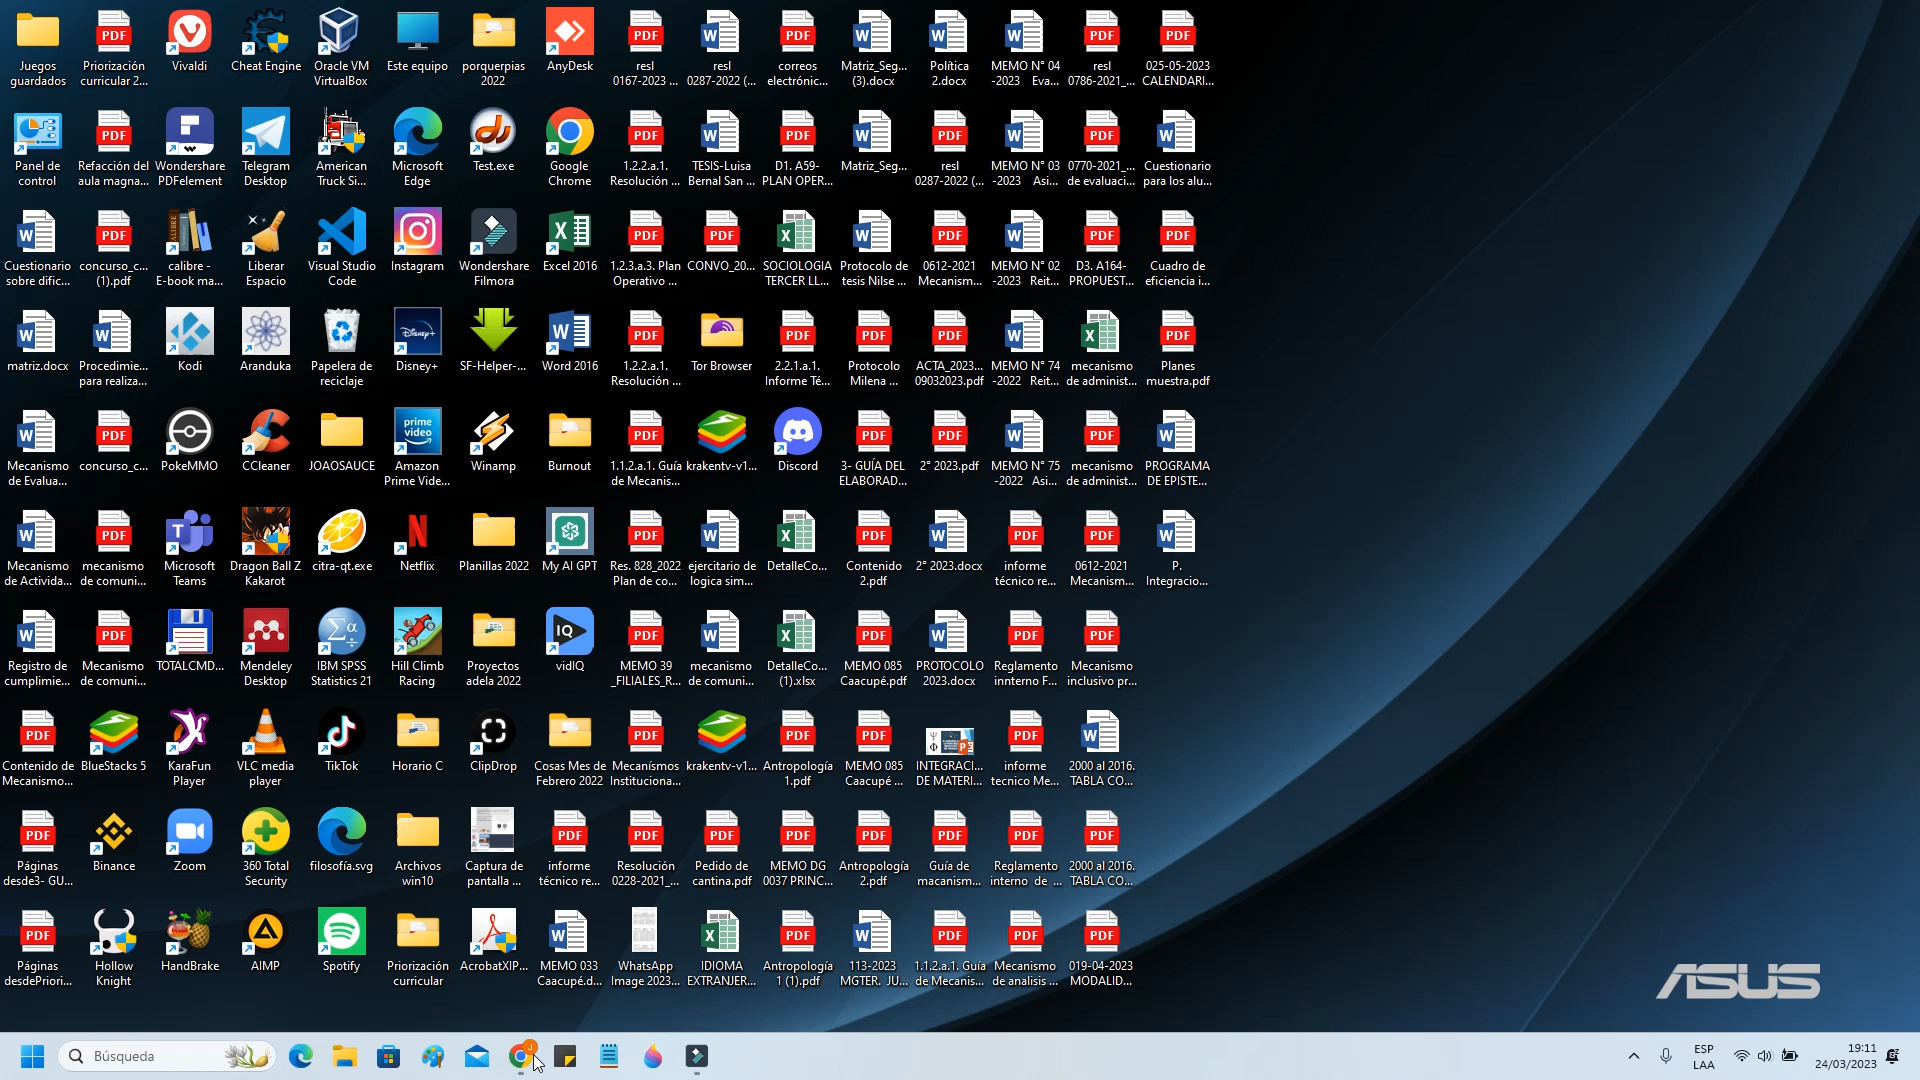 Juegos
guardados
Priorización
curricular 2...
Vivaldi
Cheat Engine
Oracle VM
VirtualBox
Este equipo
porquerpias
2022
AnyDesk
resl
0167-2023 ...
resl
0287-2022 (...
correos
electrónic...
Matriz_Seg...
(3).docx
Política
2.docx
MEMO N° 04
-2023 Eva...
resl
0786-2021_...
025-05-2023
CALENDARI...
Panel de
control
Refacción del
aula magna...
Wondershare
PDFelement
Telegram
Desktop
American
Truck Si...
Microsoft
Edge
Test.exe
Google
Chrome
1.2.2.a.1.
Resolución ...
TESIS-Luisa
Bernal San ...
D1. A59-
PLAN OPER...
Matriz_Seg...
resl
0287-2022 (...
MEMO N° 03
-2023 Asi...
0770-2021_...
de evaluaci...
Cuestionario
para los alu...
Cuestionario
sobre dific...
concurso_c...
(1).pdf
calibre -
E-book ma...
Liberar
Espacio
Visual Studio
Code
Instagram
Wondershare
Filmora
Excel 2016
1.2.3.a.3. Plan
Operativo ...
CONVO_20...
SOCIOLOGIA
TERCER LL...
Protocolo de
tesis Nilse ...
0612-2021
Mecanism...
MEMO N° 02
-2023 Reit...
D3. A164-
PROPUEST...
Cuadro de
eficiencia i...
matriz.docx
Procedimie...
para realiza...
Kodi
Aranduka
Papelera de
reciclaje
Disney+
SF-Helper-...
Word 2016
1.2.2.a.1.
Resolución ...
Tor Browser
2.2.1.a.1.
Informe Té...
Protocolo
Milena ...
ACTA_2023...
09032023.pdf
MEMO N° 74
-2022 Reit...
mecanismo
de administ...
Planes
muestra.pdf
Mecanismo
de Evalua...
concurso_c...
PokeMMO
CCleaner
JOAOSAUCE
prime
video
Amazon
Prime Vide...
Winamp
Burnout
1.1.2.a.1. Guía
de Mecanis...
krakentv-v1...
Discord
3- GUÍA DEL
ELABORAD...
2° 2023.pdf
MEMO N° 75
-2022 Asi...
mecanismo
de administ...
PROGRAMA
DE EPISTE...
Mecanismo
de Activida...
mecanismo
de comuni...
Microsoft
Teams
Dragon Ball Z
Kakarot
citra-qt.exe
Netflix
Planillas 2022
My AI GPT
Res. 828_2022
Plan de co...
ejercitario de
logica sim...
DetalleCo...
Contenido
2.pdf
2° 2023.docx
informe
técnico re...
0612-2021
Mecanism...
P.
Integracio...
Registro de
cumplimie...
Mecanismo
de comuni...
TOTALCMD...
Mendeley
Desktop
IBM SPSS
Statistics 21
Hill Climb
Racing
Proyectos
adela 2022
IQ
vidIQ
MEMO 39
_FILIALES_R...
mecanismo
de comuni...
DetalleCo...
(1).xlsx
MEMO 085
Caacupé.pdf
PROTOCOLO
2023.docx
Reglamento
innterno F...
Mecanismo
inclusivo pr...
Contenido de
Mecanismo...
BlueStacks 5
KaraFun
Player
VLC media
player
TikTok
Horario C
ClipDrop
Cosas Mes de
Febrero 2022
Mecanísmos
Instituciona...
krakentv-v1...
Antropología
1.pdf
MEMO 085
Caacupé ...
INTEGRACI...
DE MATERI...
informe
tecnico Me...
2000 al 2016.
TABLA CO...
Páginas
desde3- GU...
Binance
Zoom
360 Total
Security
filosofía.svg
Archivos
win10
Captura de
pantalla ...
informe
técnico re...
Resolución
0228-2021_...
Pedido de
cantina.pdf
MEMO DG
0037 PRINC...
Antropología
2.pdf
Guía de
macanism...
Reglamento
interno de ...
2000 al 2016.
TABLA CO...
Páginas
desdePriori...
Hollow
Knight
HandBrake
AIMP
Spotify
Priorización
curricular
AcrobatXIP...
MEMO 033
Caacupé.d...
WhatsApp
Image 2023...
IDIOMA
EXTRANJER...
Antropología
1 (1).pdf
113-2023
MGTER. JU...
1.1.2.a.1. Guía
de Mecanis...
Mecanismo
de analisis ...
019-04-2023
MODALID...
ASUS
Búsqueda
ESP
LAA
19:11
24/03/2023